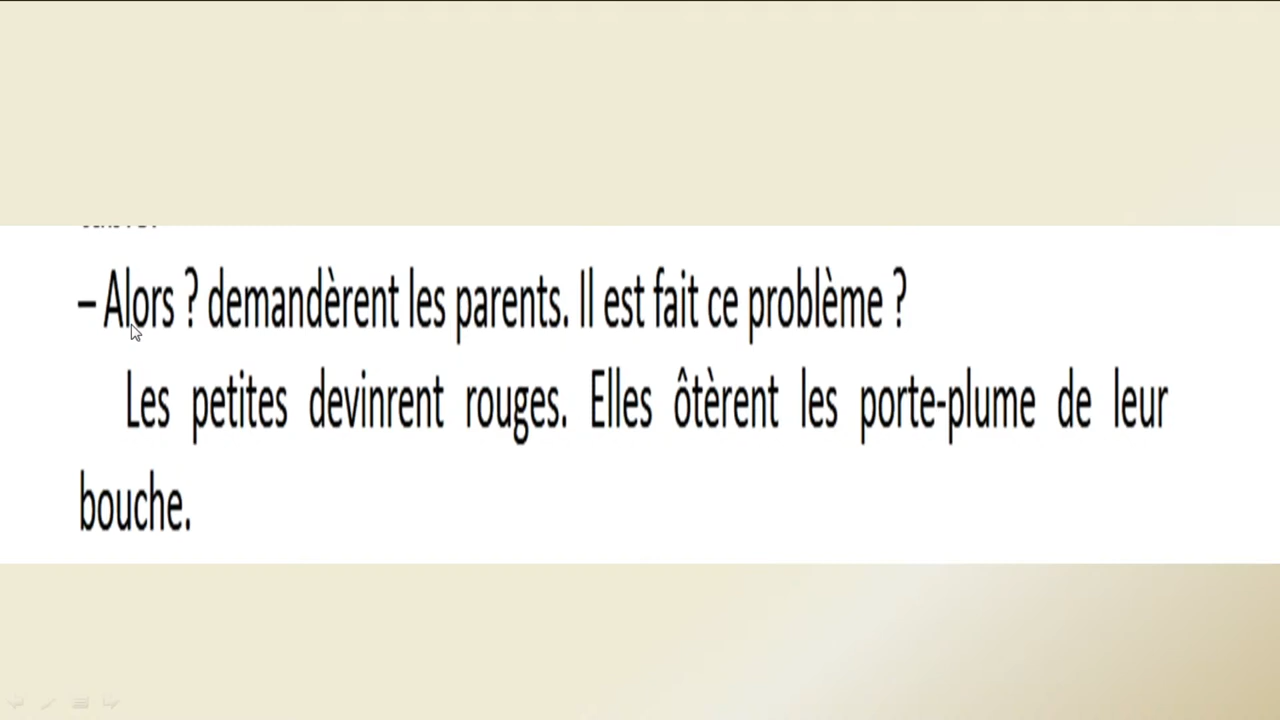 – Alors ? demandèrent les parents. Il est fait ce problème ?
Les petites devinrent rouges. Elles ôtèrent les porte-plume de leur
bouche.